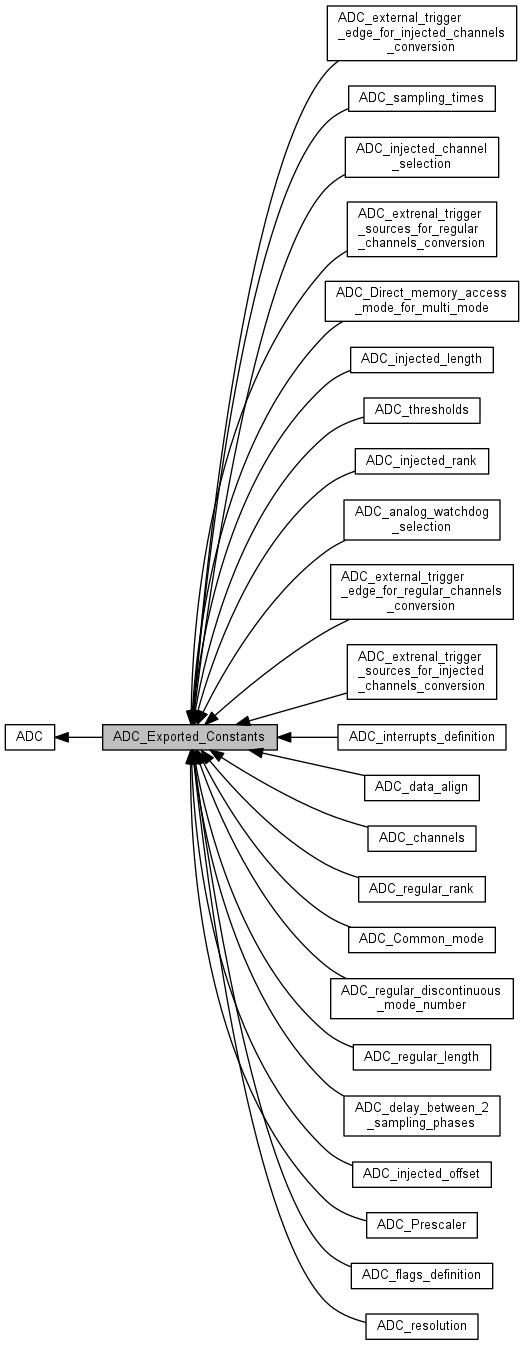 ADC_external_trigger
_edge_for_injected_channels
_conversion
ADC_sampling_times
ADC_injected_channel
_selection
ADC_extrenal_trigger
_sources_for_regular
_channels_conversion
ADC_Direct_memory_access
_mode_for_multi_mode
ADC_injected_length
ADC_thresholds
ADC_injected_rank
ADC_analog_watchdog
_selection
ADC_external_trigger
_edge_for_regular_channels
_conversion
ADC_extrenal_trigger
_sources_for_injected
_channels_conversion
ADC
ADC_Exported_Constants
ADC_interrupts_definition
ADC_data_align
ADC_channels
ADC_regular_rank
ADC_Common_mode
ADC_regular_discontinuous
_mode_number
ADC_regular_length
ADC_delay_between_2
_sampling_phases
ADC_injected_offset
ADC_Prescaler
ADC_flags_definition
ADC_resolution